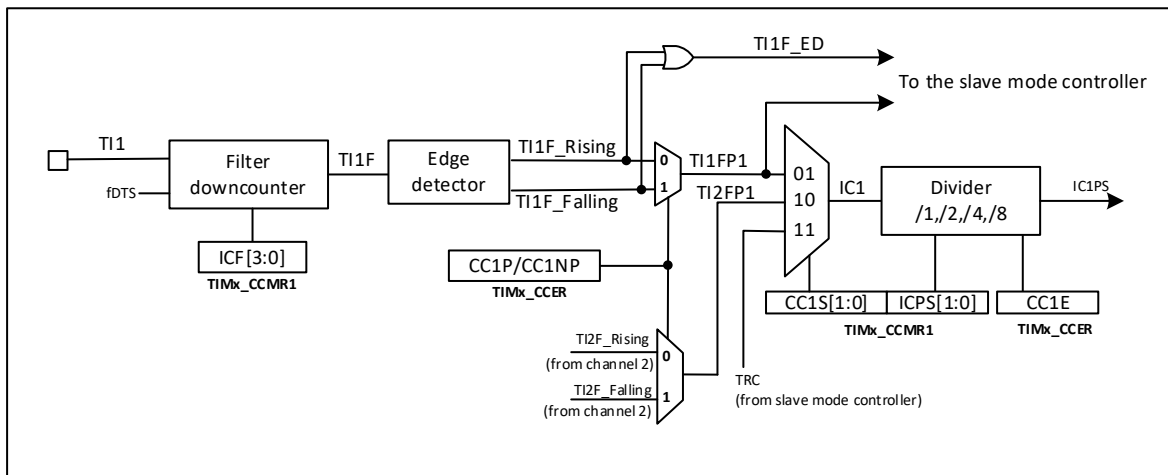 TI1F_ED
To the slave mode controller
TI1
fDTS
Filter
downcounter
ICF[3:0]
TIMx_CCMR1
TI1F
Edge
detector
TI1F_Rising
TI1F_Falling
0
1
TI1FP1
TI2FP1
CC1P/CC1NP
TIMx_CCER
TI2F_Rising
(from channel 2)
TI2F_Falling
(from channel 2)
0
1
01
10
11
TRC
(from slave mode controller)
IC1
Divider
/1,/2,/4,/8
IC1PS
CC1S[1:0]
ICPS[1:0]
TIMx_CCMR1
CC1E
TIMx_CCER